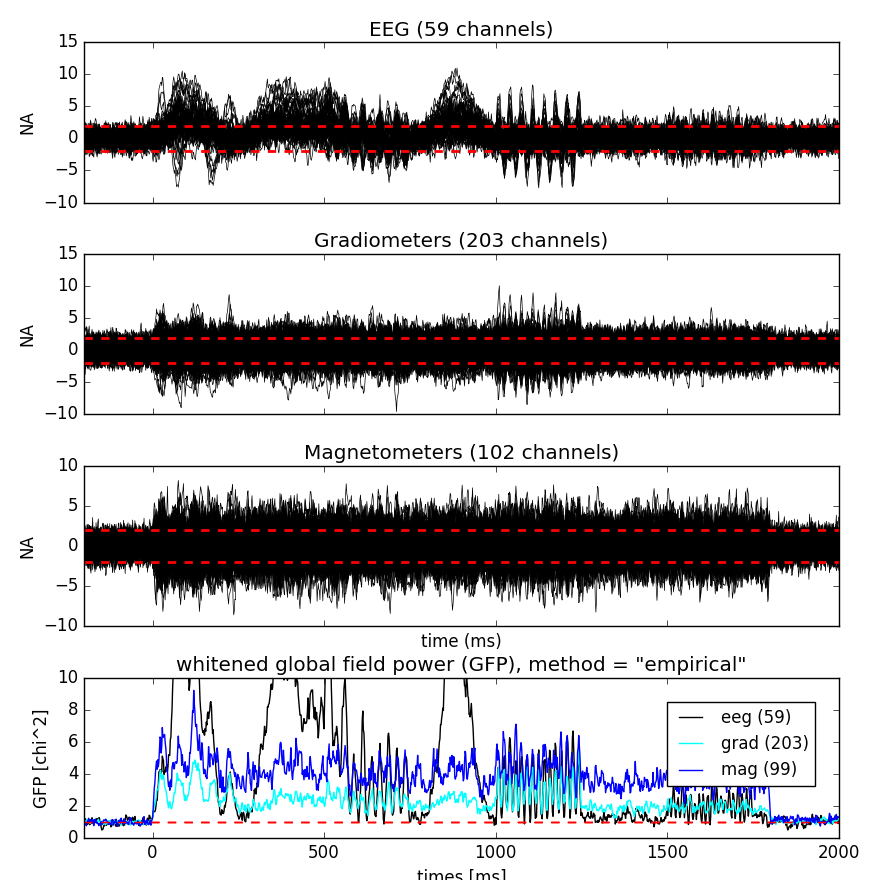 EEG (59 channels)
15
10
5
0
−5
−10
NA
Gradiometers (203 channels)
15
10
5
0
−5
−10
NA
Magnetometers (102 channels)
10
5
0
−5
−10
NA
time (ms)
whitened global field power (GFP), method = "empirical"
10
8
6
4
2
0
GFP [chi^2]
eeg (59)
grad (203)
mag (99)
0 500 1000 1500 2000
times [ms]